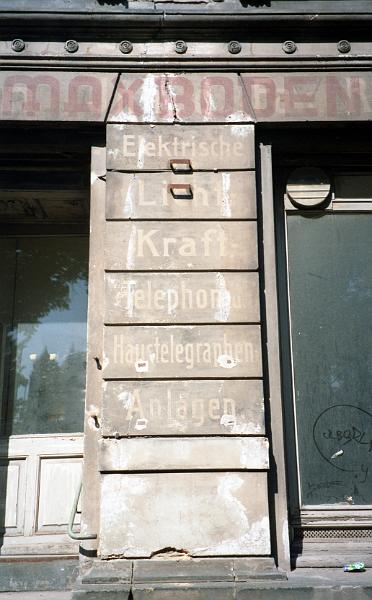 MAX BODEN
Elektrische
Licht
Kraft-
Telephon u.
Haustelegraphen-
Anlagen